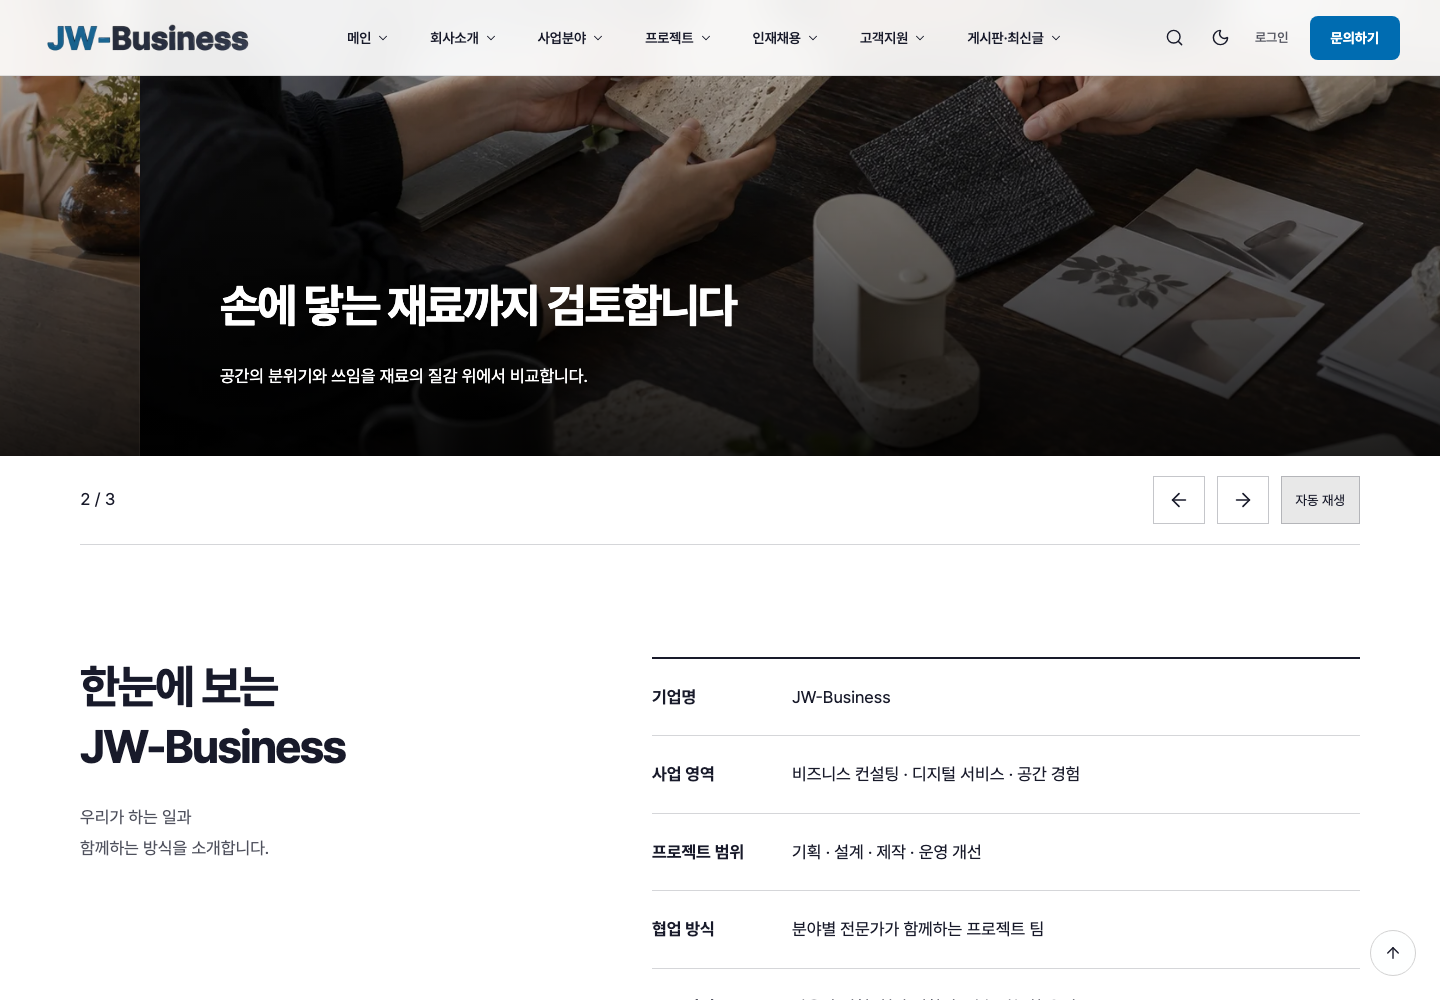 JW-Business
메인
회사소개
사업분야
프로젝트
인재채용
고객지원
게시판·최신글
로그인
문의하기
손에 닿는 재료까지 검토합니다
공간의 분위기와 쓰임을 재료의 질감 위에서 비교합니다.
2 / 3
자동 재생
한눈에 보는
JW-Business
우리가 하는 일과
함께하는 방식을 소개합니다.
기업명 JW-Business
사업 영역 비즈니스 컨설팅 · 디지털 서비스 · 공간 경험
프로젝트 범위 기획 · 설계 · 제작 · 운영 개선
협업 방식 분야별 전문가가 함께하는 프로젝트 팀